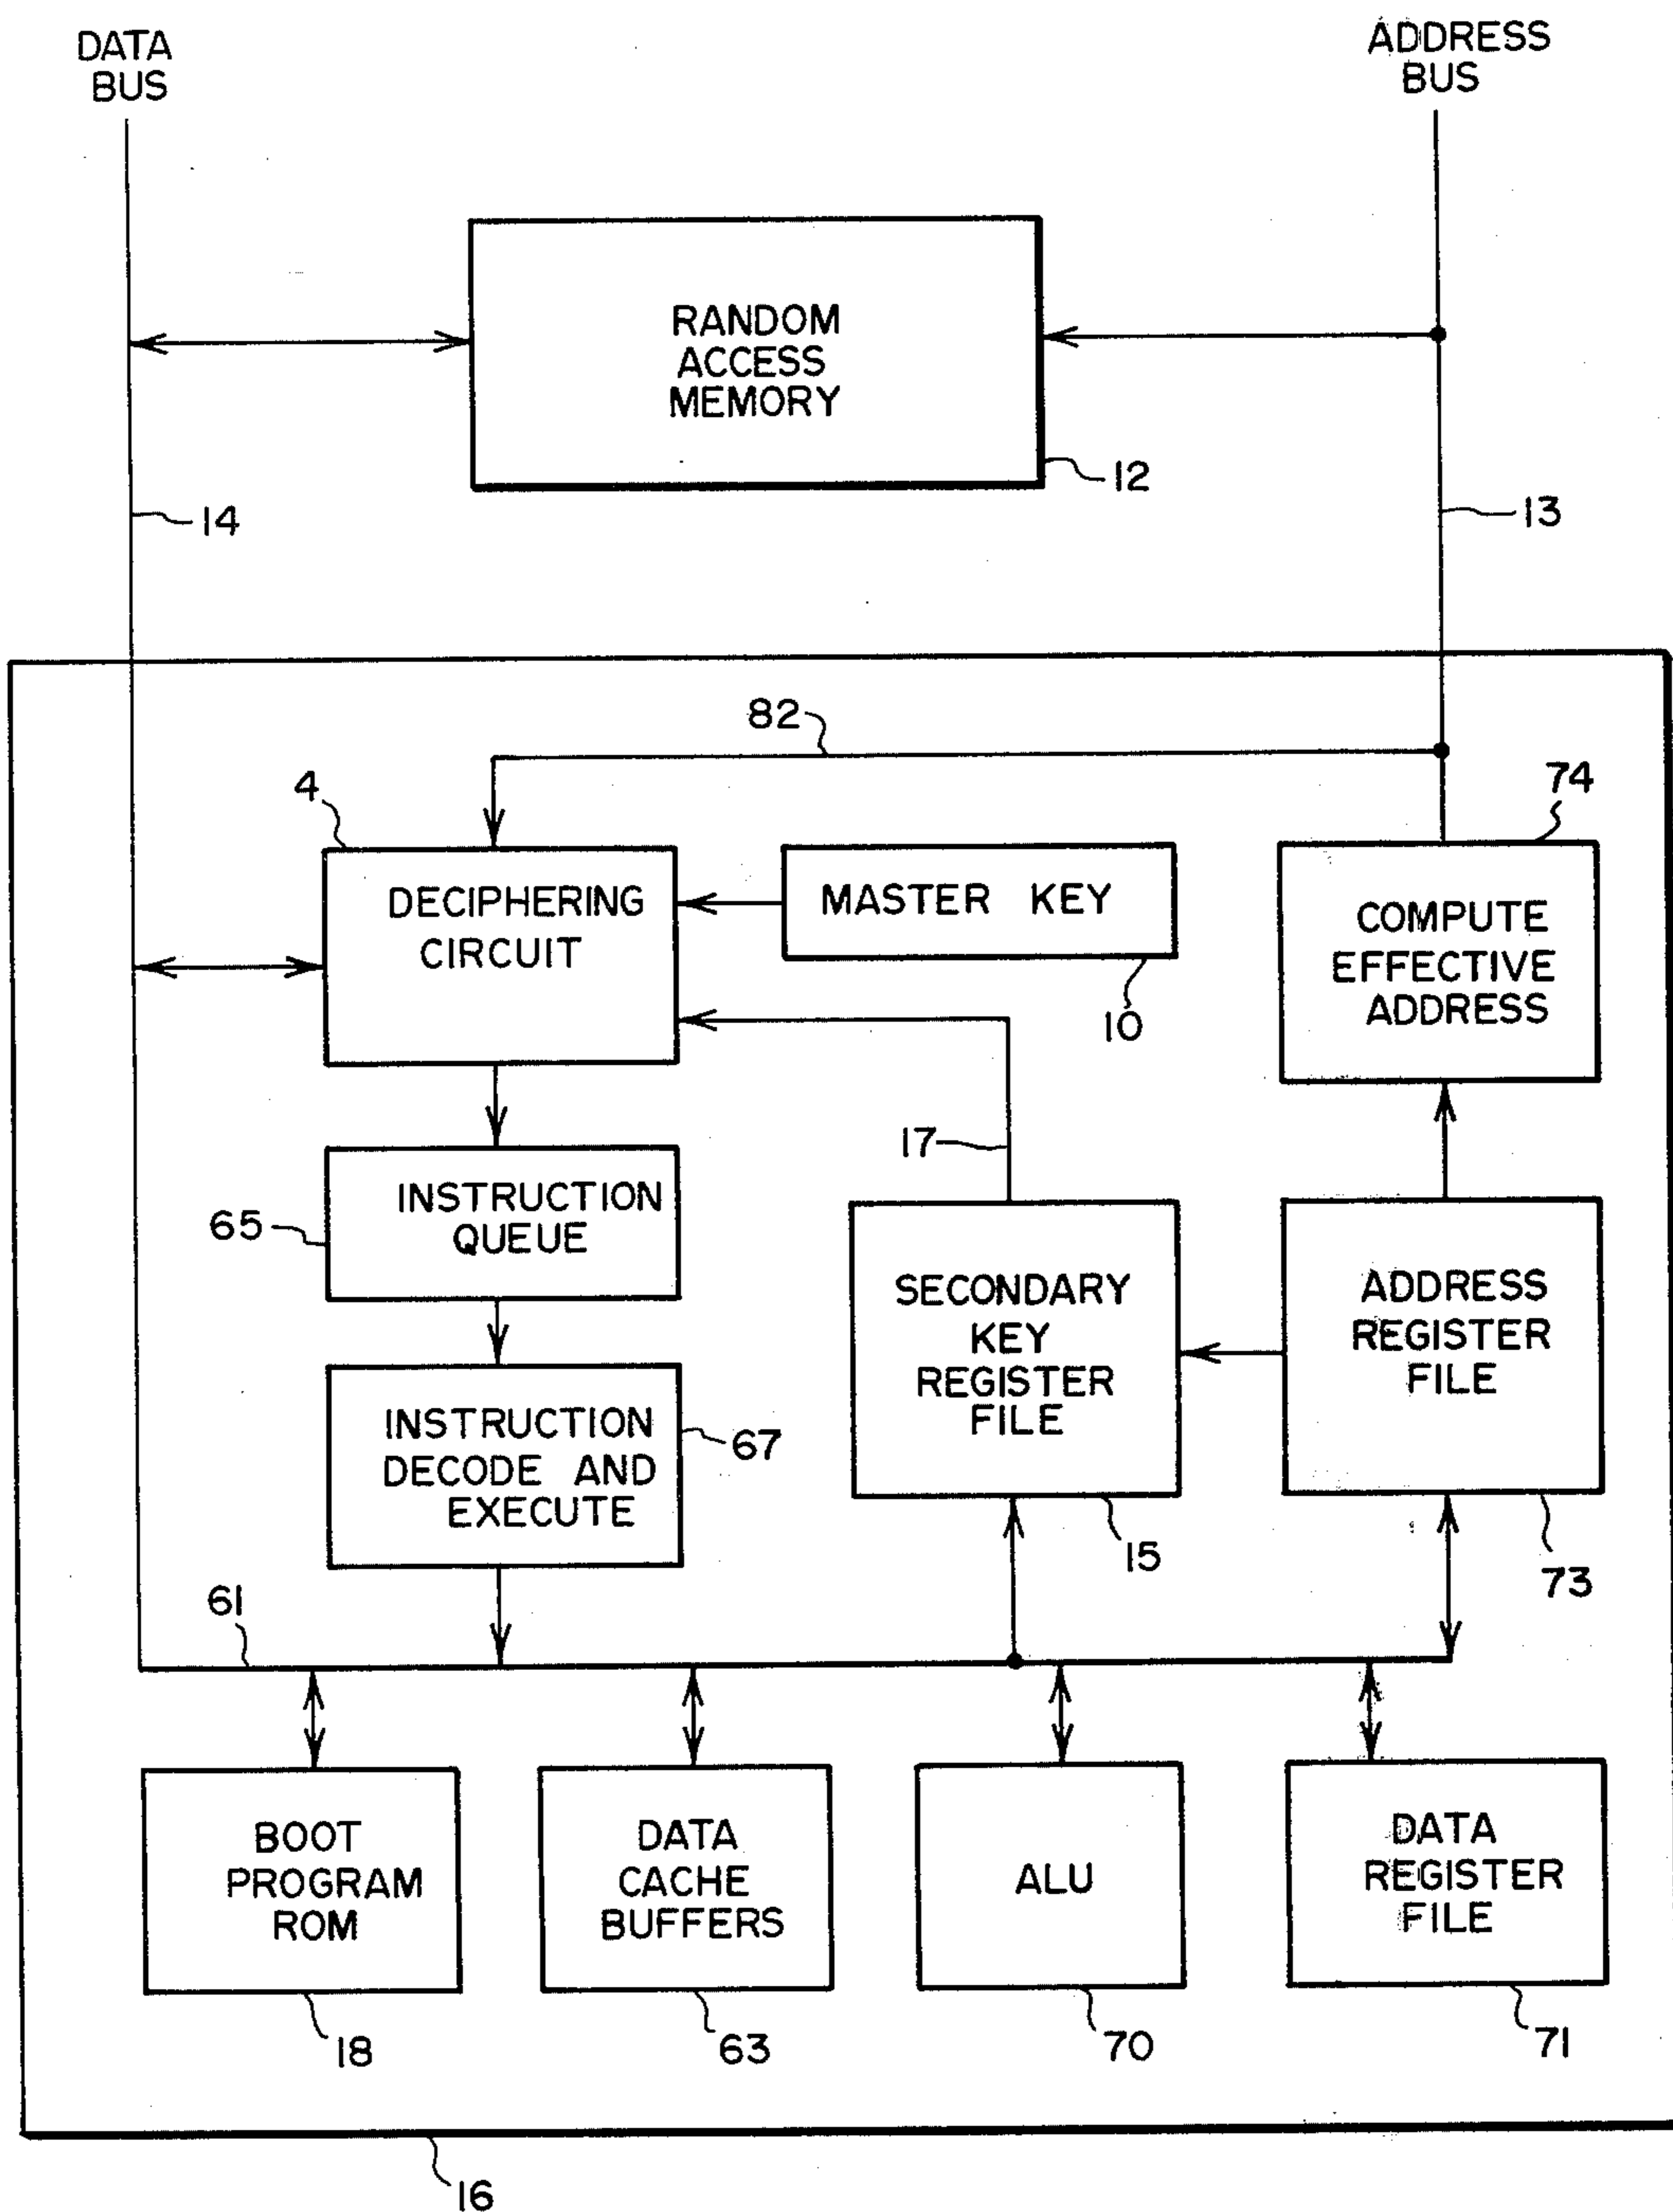 DATA
BUS
ADDRESS
BUS
RANDOM
ACCESS
MEMORY
12
14
13
82
4
74
DECIPHERING
CIRCUIT
MASTER KEY
10
COMPUTE
EFFECTIVE
ADDRESS
17
INSTRUCTION
QUEUE
65
SECONDARY
KEY
REGISTER
FILE
ADDRESS
REGISTER
FILE
INSTRUCTION
DECODE AND
EXECUTE
67
15
73
61
BOOT
PROGRAM
ROM
DATA
CACHE
BUFFERS
ALU
DATA
REGISTER
FILE
18
63
70
71
16